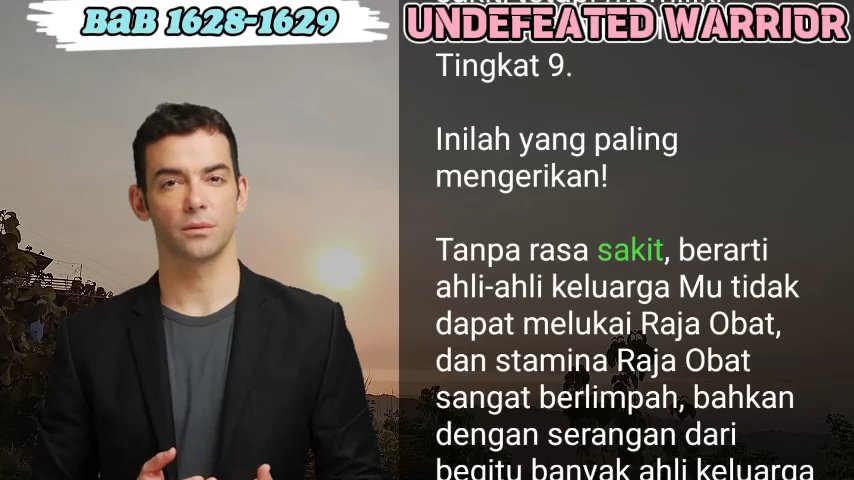 BAB 1628-1629
UNDEFEATED WARRIOR
Tingkat 9.
Inilah yang paling
mengerikan!
Tanpa rasa sakit, berarti
ahli-ahli keluarga Mu tidak
dapat melukai Raja Obat,
dan stamina Raja Obat
sangat berlimpah, bahkan
dengan serangan dari
begitu banyak ahli keluarga